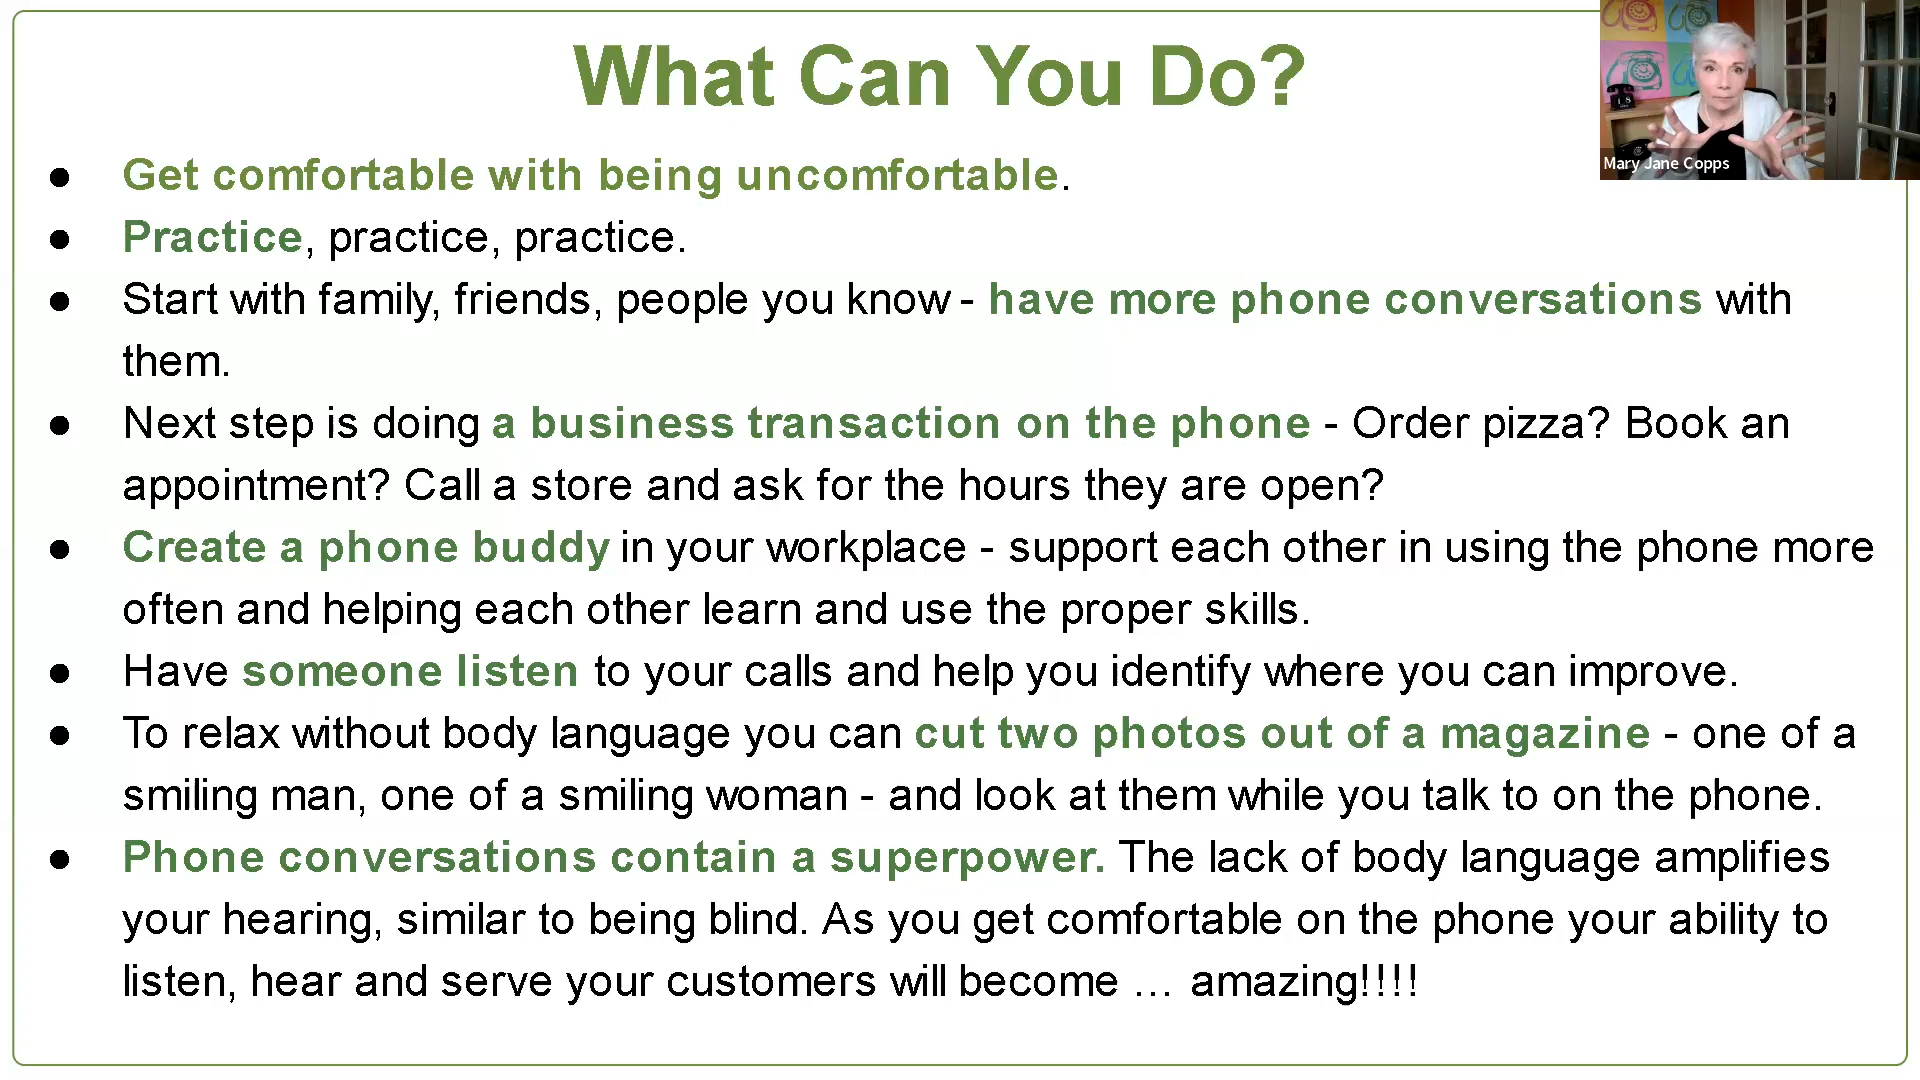 What Can You Do?
Mary Jane Copps
● Get comfortable with being uncomfortable.
● Practice, practice, practice.
● Start with family, friends, people you know - have more phone conversations with
them.
● Next step is doing a business transaction on the phone - Order pizza? Book an
appointment? Call a store and ask for the hours they are open?
● Create a phone buddy in your workplace - support each other in using the phone more
often and helping each other learn and use the proper skills.
● Have someone listen to your calls and help you identify where you can improve.
● To relax without body language you can cut two photos out of a magazine - one of a
smiling man, one of a smiling woman - and look at them while you talk to on the phone.
● Phone conversations contain a superpower. The lack of body language amplifies
your hearing, similar to being blind. As you get comfortable on the phone your ability to
listen, hear and serve your customers will become … amazing!!!!